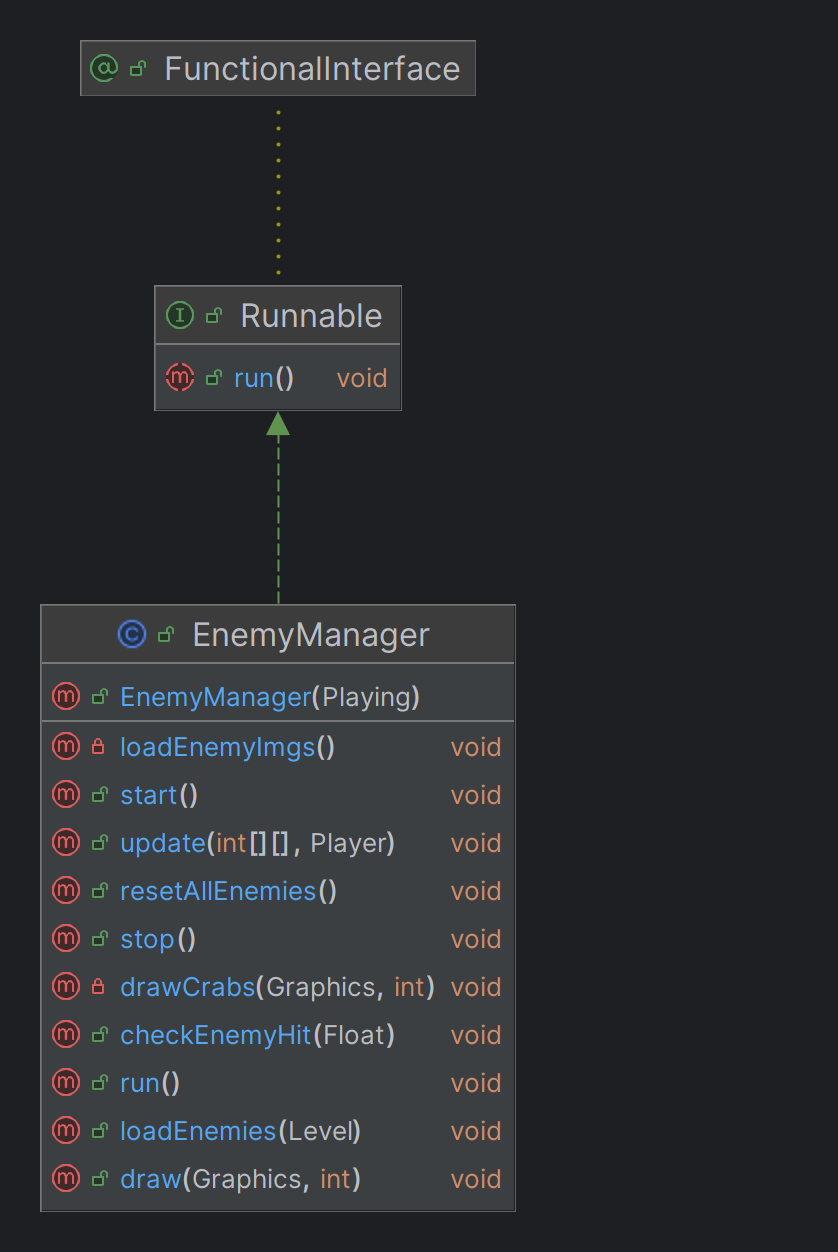 @ FunctionalInterface
I Runnable
m run() void
C EnemyManager
m EnemyManager(Playing)
m loadEnemyImgs() void
m start() void
m update(int[][], Player) void
m resetAllEnemies() void
m stop() void
m drawCrabs(Graphics, int) void
m checkEnemyHit(Float) void
m run() void
m loadEnemies(Level) void
m draw(Graphics, int) void